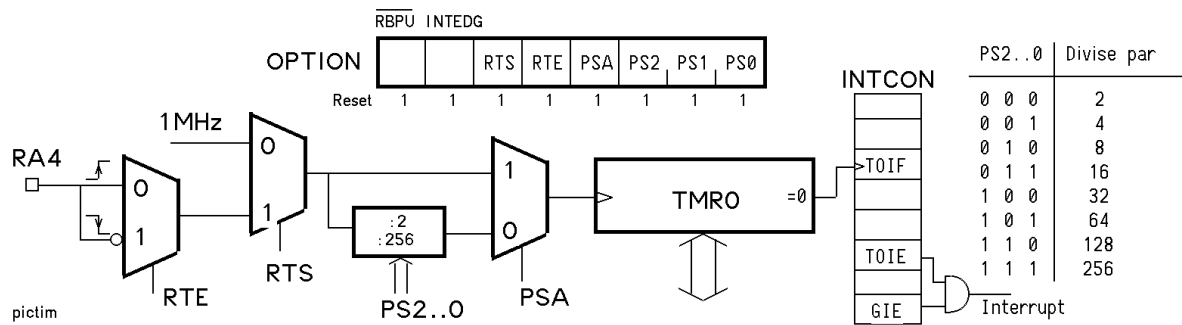 RBPU INTEDG
OPTION RTS RTE PSA PS2 PS1 PS0
Reset 1 1 1 1 1 1 1 1
PS2..0 Divise par
0 0 0 2
0 0 1 4
0 1 0 8
0 1 1 16
1 0 0 32
1 0 1 64
1 1 0 128
1 1 1 256
INTCON
TOIF
TOIE
GIE
Interrupt
1MHz
RA4
0
1
RTE
0
1
RTS
:2
:256
PS2..0
1
0
PSA
TMR0 =0
pictim